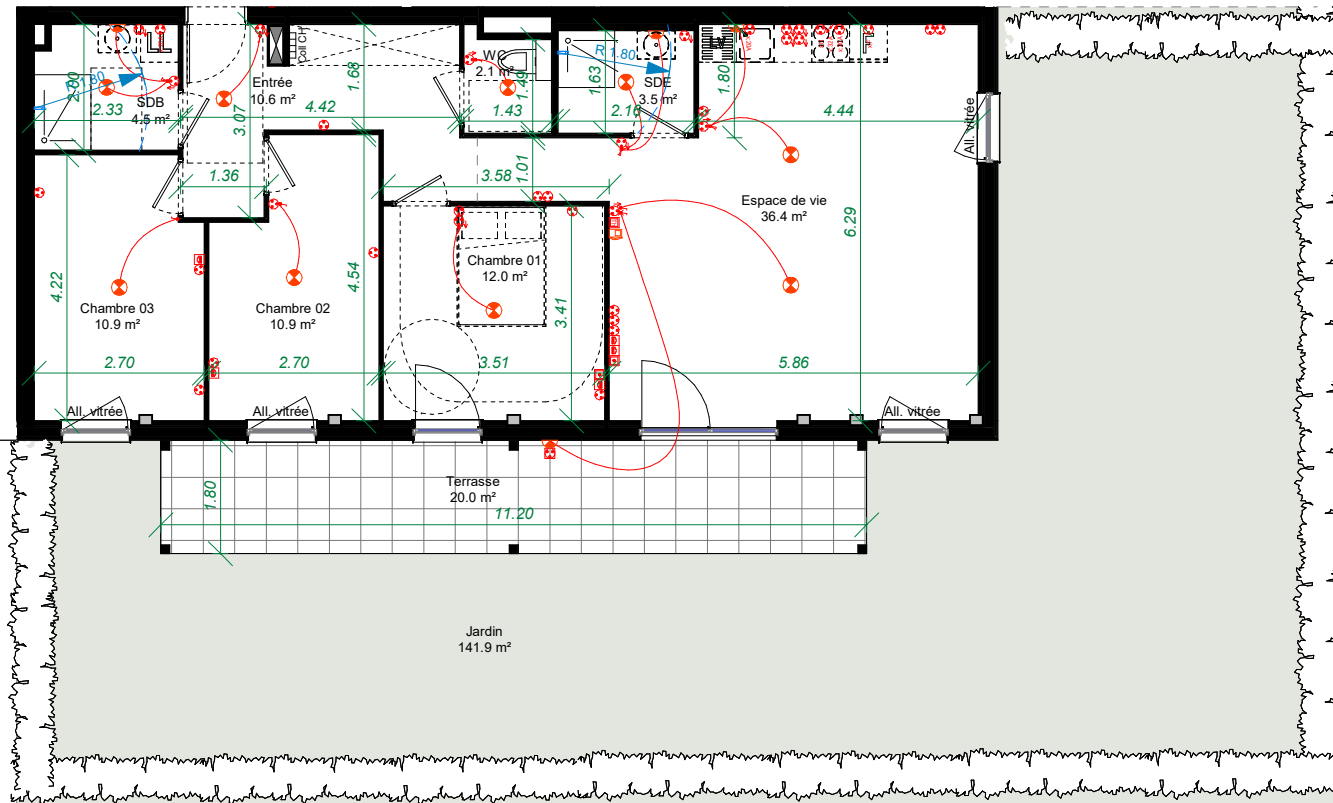 SDB
4.5 m²
2.80
R 1.80
2.33
Entrée
10.6 m²
3.07
Coll CH
1.68
4.42
WC
2.1 m²
1.49
1.43
R 1.80
1.63
SDE
3.5 m²
2.16
LV
1.80
4.44
All. vitrée
1.36
3.58
1.01
Espace de vie
36.4 m²
6.29
Chambre 03
10.9 m²
4.22
2.70
Chambre 02
10.9 m²
4.54
2.70
Chambre 01
12.0 m²
3.41
3.51
5.86
All. vitrée
All. vitrée
All. vitrée
Terrasse
20.0 m²
1.80
11.20
Jardin
141.9 m²